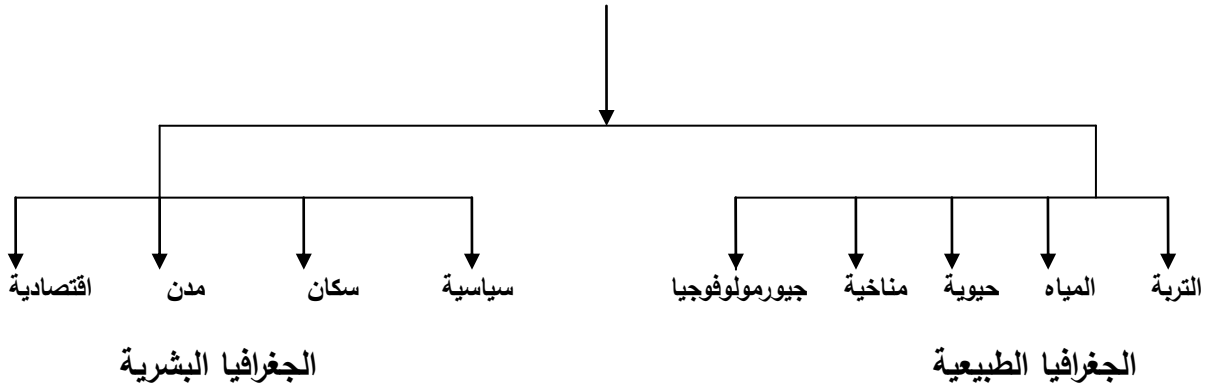 التربة المياه حيوية مناخية جيورمولوفوجيا سياسية سكان مدن اقتصادية
الجغرافيا الطبيعية الجغرافيا البشرية